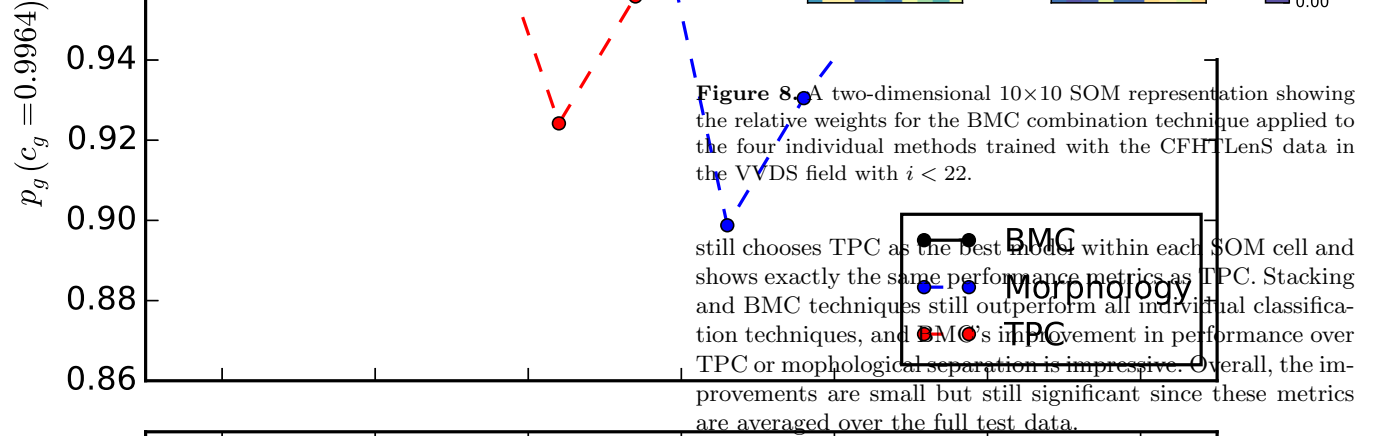 0.00
p_g (c_g = 0.9964)
0.94
0.92
0.90
0.88
0.86
Figure 8. A two-dimensional 10×10 SOM representation showing
the relative weights for the BMC combination technique applied to
the four individual methods trained with the CFHTLenS data in
the VVDS field with i < 22.
BMC
Morphology
TPC
still chooses TPC as the best model within each SOM cell and
shows exactly the same performance metrics as TPC. Stacking
and BMC techniques still outperform all individual classifica-
tion techniques, and BMC's improvement in performance over
TPC or mophological separation is impressive. Overall, the im-
provements are small but still significant since these metrics
are averaged over the full test data.